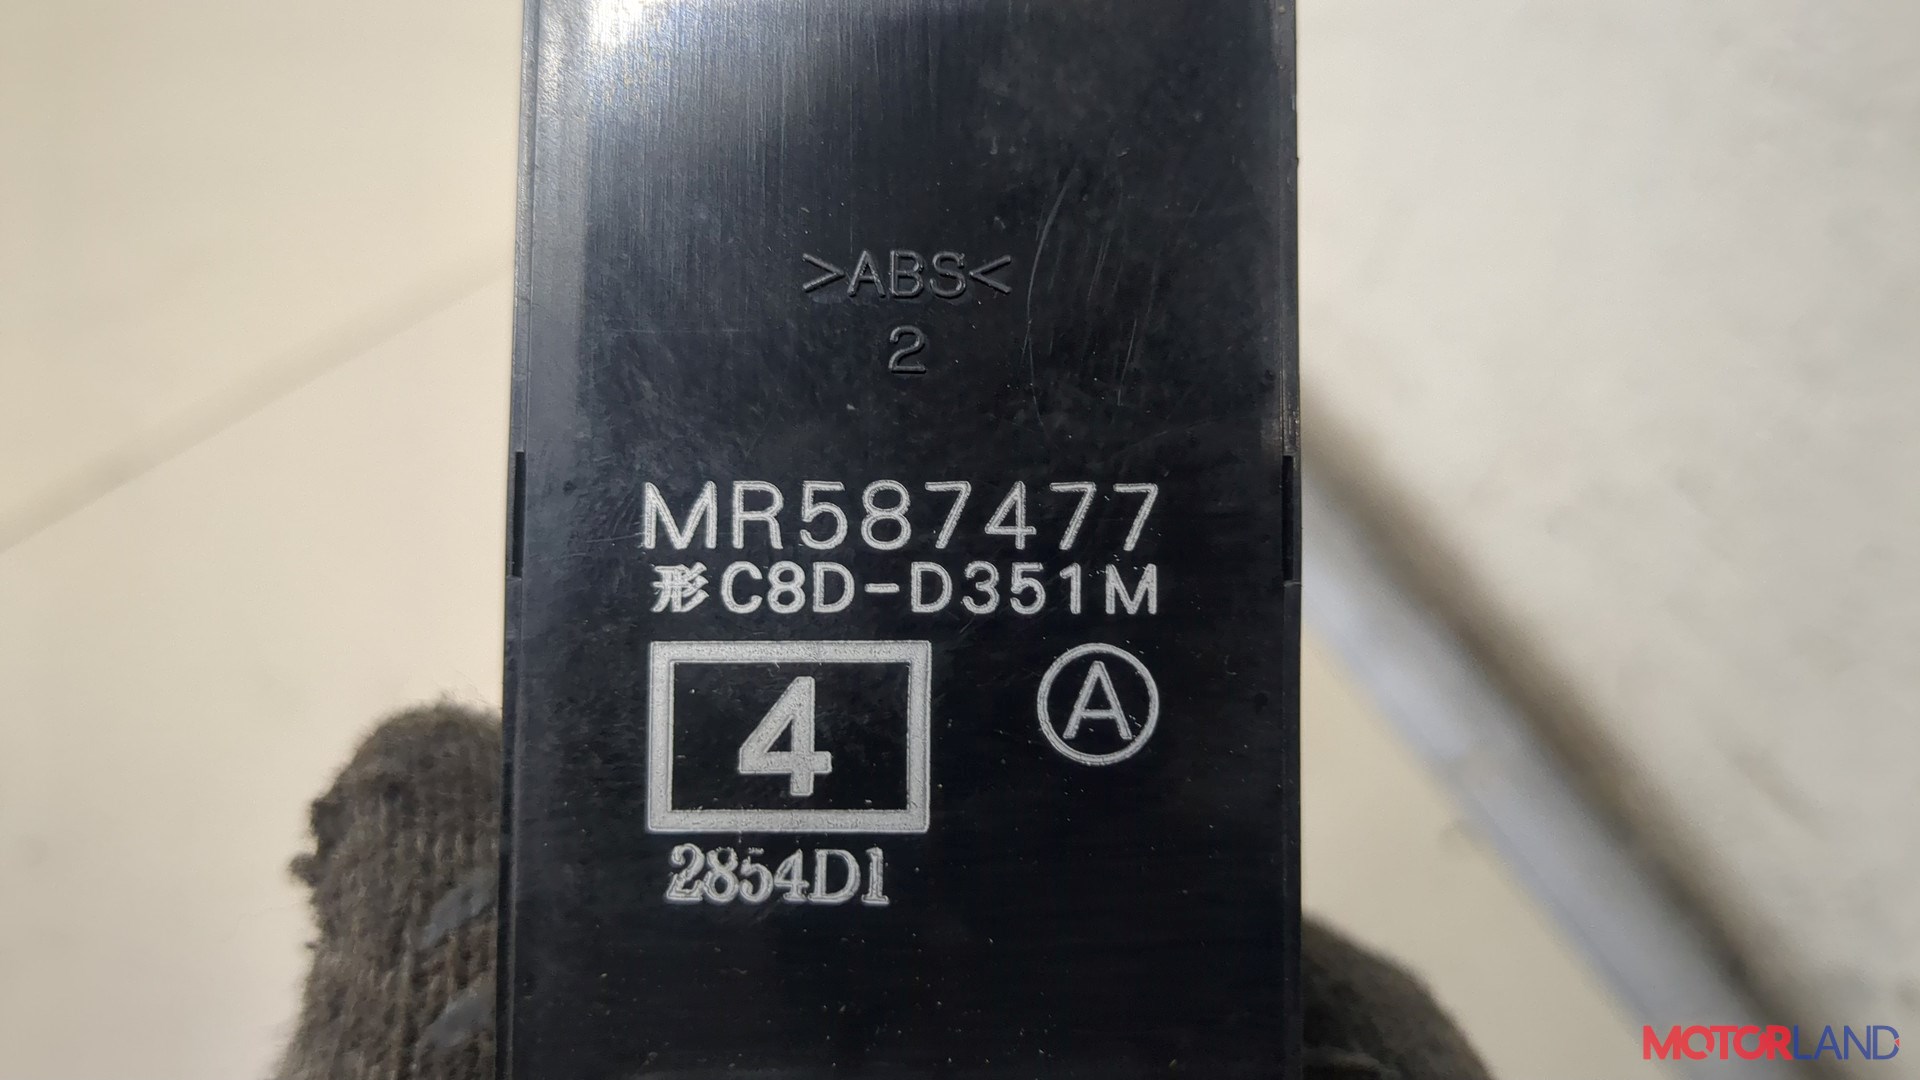 >ABS<
2
MR587477
形C8D-D351M
4
A
2854D1
MOTORLAND